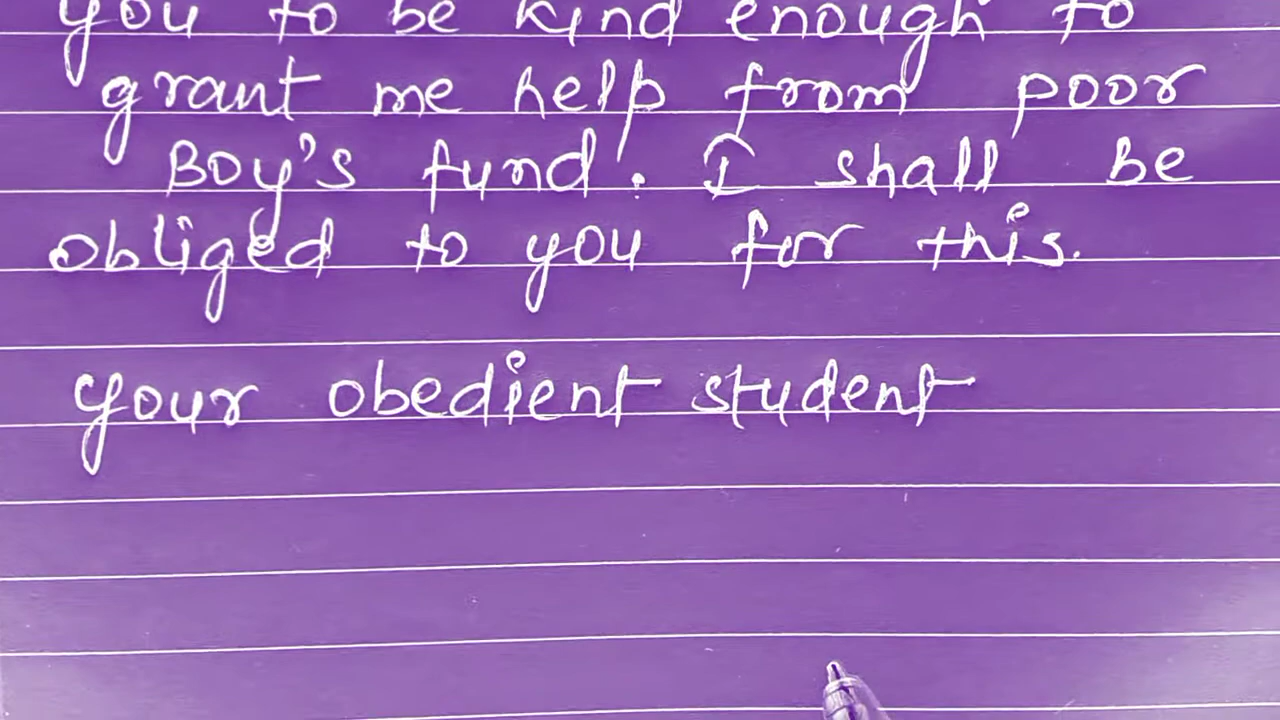 you to be kind enough to
grant me help from poor
Boy's fund. I shall be
obliged to you for this.
your obedient student